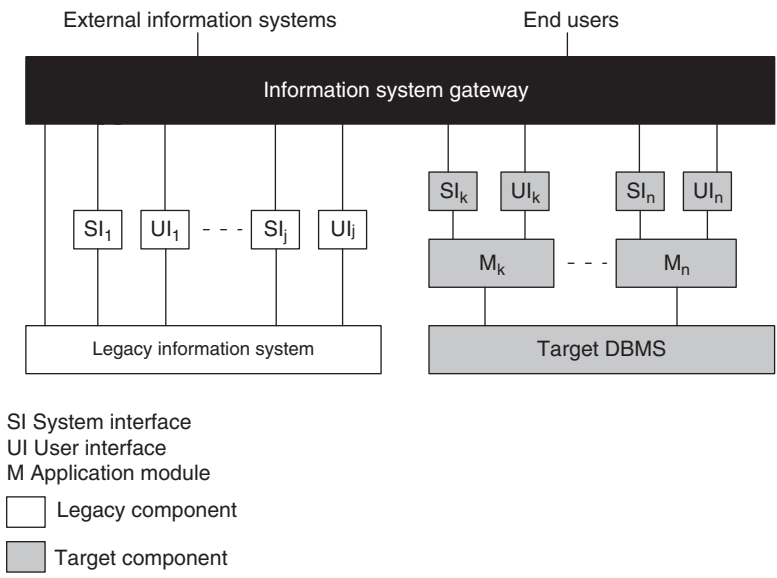 External information systems
End users
Information system gateway
SIₖ
UIₖ
SIₙ
UIₙ
SI₁
UI₁
SIⱼ
UIj
Mₖ
Mₙ
Legacy information system
Target DBMS
SI System interface
UI User interface
M Application module
Legacy component
Target component